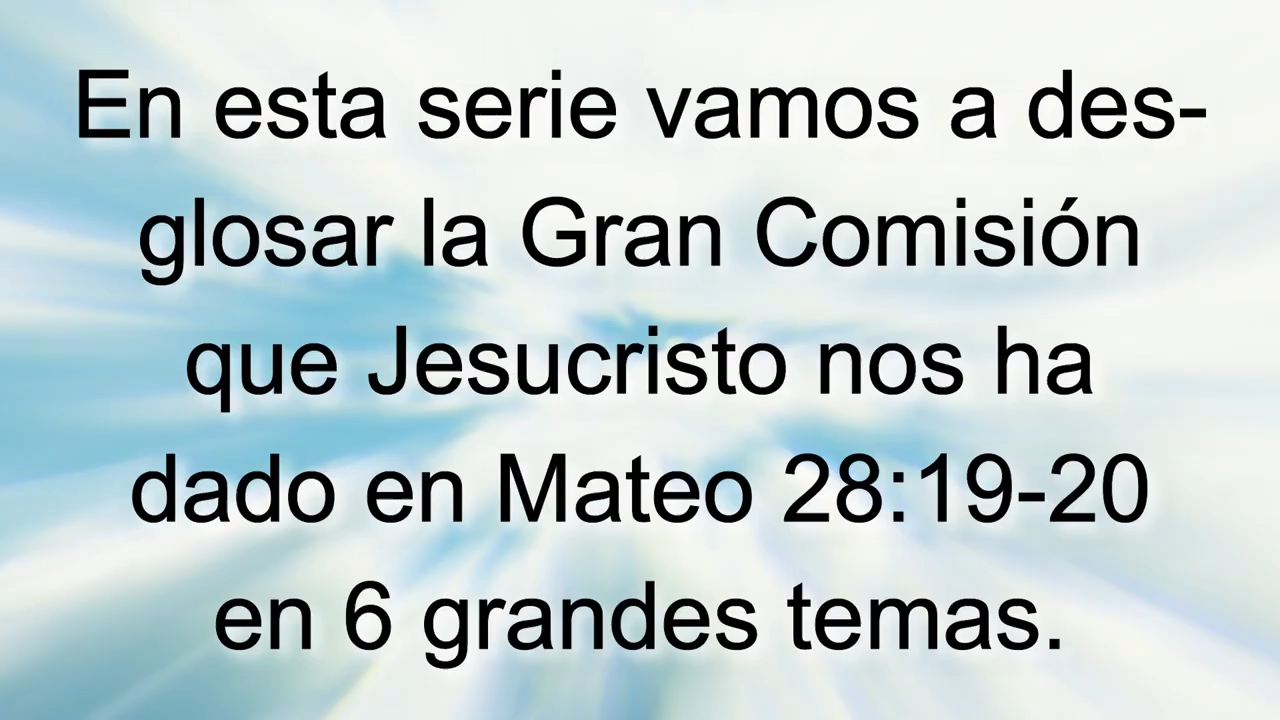 En esta serie vamos a des-
glosar la Gran Comisión
que Jesucristo nos ha
dado en Mateo 28:19-20
en 6 grandes temas.